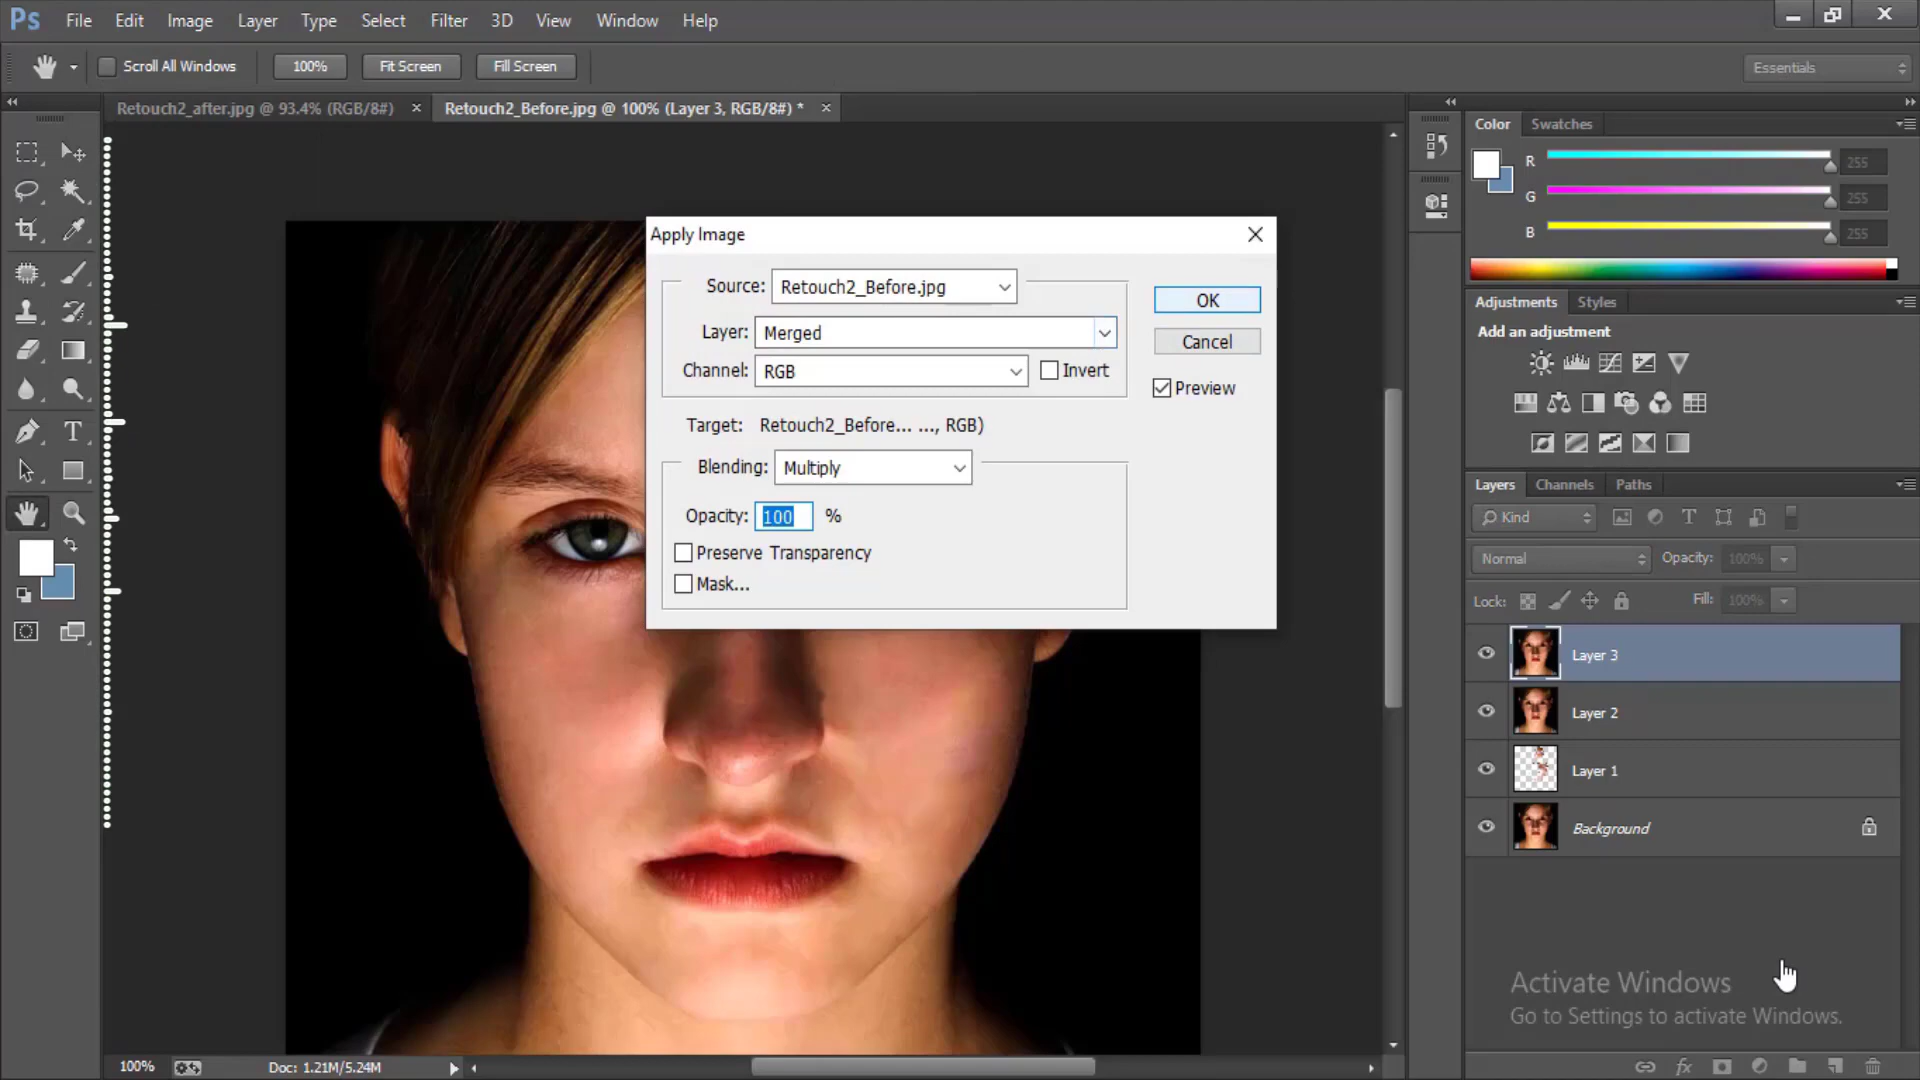 Ps File Edit Image Layer Type Select Filter 3D View Window Help
Scroll All Windows 100% Fit Screen Fill Screen Essentials
Retouch2_after.jpg @ 93.4% (RGB/8#) × Retouch2_Before.jpg @ 100% (Layer 3, RGB/8#) * ×
Color Swatches
R 255
G 255
B 255
Apply Image
Source: Retouch2_Before.jpg
OK
Layer: Merged
Cancel
Channel: RGB Invert
Preview
Target: Retouch2_Before... ..., RGB)
Blending: Multiply
Opacity: 100 %
Preserve Transparency
Mask...
Adjustments Styles
Add an adjustment
Layers Channels Paths
Kind
Normal Opacity: 100%
Lock: Fill: 100%
Layer 3
Layer 2
Layer 1
Background
Activate Windows
Go to Settings to activate Windows.
100% Doc: 1.21M/5.24M